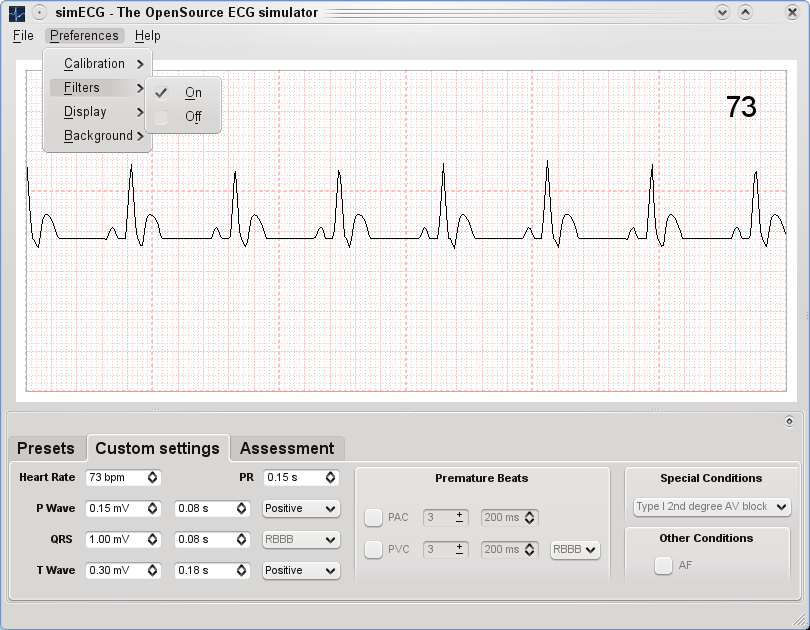 simECG - The OpenSource ECG simulator
File Preferences Help
Calibration
Filters
Display
Background
On
Off
73
Presets Custom settings Assessment
Heart Rate 73 bpm PR 0.15 s
P Wave 0.15 mV 0.08 s Positive
QRS 1.00 mV 0.08 s RBBB
T Wave 0.30 mV 0.18 s Positive
Premature Beats
PAC 3 200 ms
PVC 3 200 ms RBBB
Special Conditions
Type I 2nd degree AV block
Other Conditions
AF